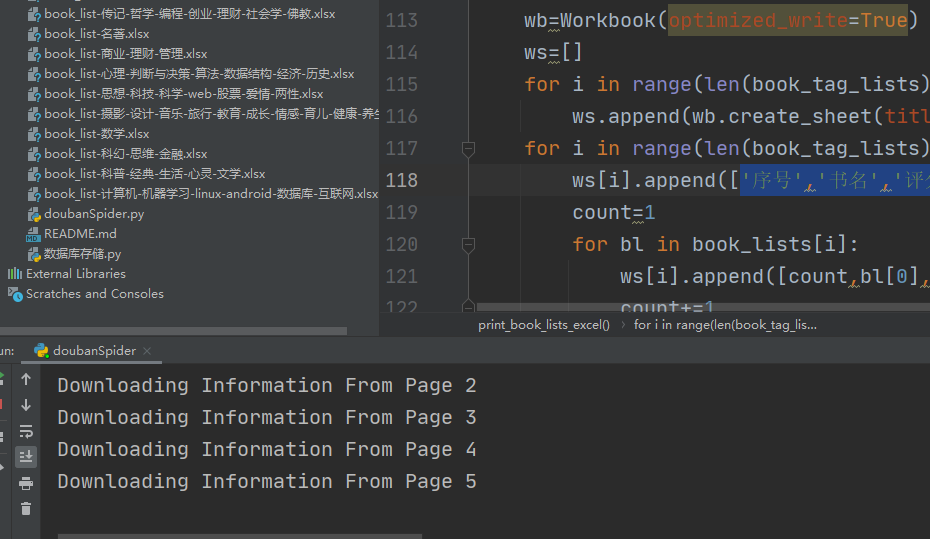 book_list-传记-哲学-编程-创业-理财-社会学-佛教.xlsx
book_list-名著.xlsx
book_list-商业-理财-管理.xlsx
book_list-心理-判断与决策-算法-数据结构-经济-历史.xlsx
book_list-思想-科技-科学-web-股票-爱情-两性.xlsx
book_list-摄影-设计-音乐-旅行-教育-成长-情感-育儿-健康-养生
book_list-数学.xlsx
book_list-科幻-思维-金融.xlsx
book_list-科普-经典-生活-心灵-文学.xlsx
book_list-计算机-机器学习-linux-android-数据库-互联网.xlsx
doubanSpider.py
README.md
数据库存储.py
External Libraries
Scratches and Consoles
113 wb=Workbook(optimized_write=True)
114 ws=[]
115 for i in range(len(book_tag_lists)
116 ws.append(wb.create_sheet(titl
117 for i in range(len(book_tag_lists)
118 ws[i].append(['序号','书名','评分
119 count=1
120 for bl in book_lists[i]:
121 ws[i].append([count,bl[0],
122 count+=1
print_book_lists_excel() › for i in range(len(book_tag_lis...
un: doubanSpider
Downloading Information From Page 2
Downloading Information From Page 3
Downloading Information From Page 4
Downloading Information From Page 5